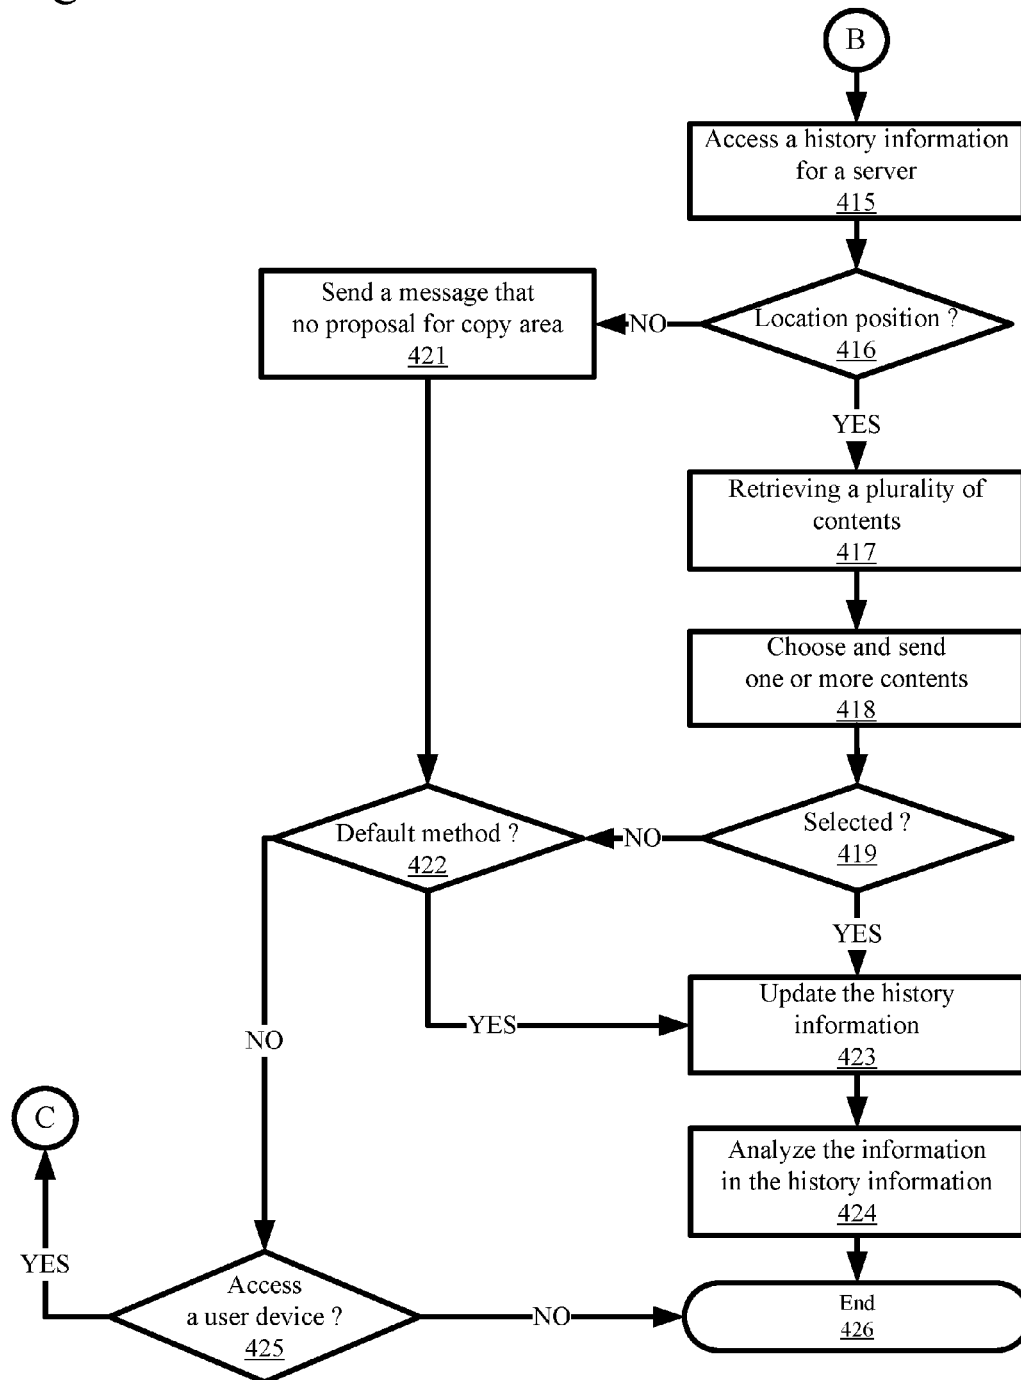 B
Access a history information
for a server
415
Send a message that
no proposal for copy area
421
NO
Location position ?
416
YES
Retrieving a plurality of
contents
417
Choose and send
one or more contents
418
Default method ?
422
NO
Selected ?
419
YES
Update the history
information
423
YES
NO
C
Analyze the information
in the history information
424
YES
Access
a user device ?
425
NO
End
426